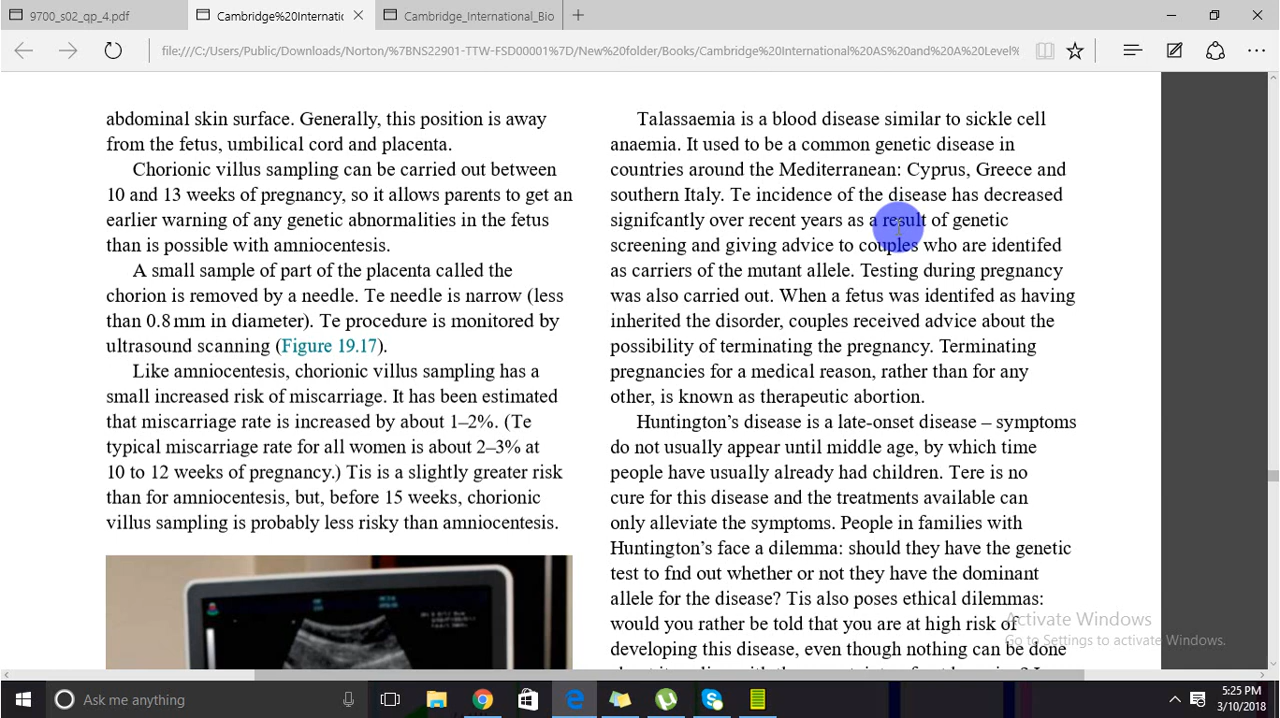 9700_s02_qp_4.pdf
Cambridge%20Internatic
Cambridge_International_Bio
file:///C:/Users/Public/Downloads/Norton/%7BNS22901-TTW-FSD00001%7D/New%20folder/Books/Cambridge%20International%20AS%20and%20A%20Level%
abdominal skin surface. Generally, this position is away
from the fetus, umbilical cord and placenta.
Chorionic villus sampling can be carried out between
10 and 13 weeks of pregnancy, so it allows parents to get an
earlier warning of any genetic abnormalities in the fetus
than is possible with amniocentesis.
A small sample of part of the placenta called the
chorion is removed by a needle. Te needle is narrow (less
than 0.8 mm in diameter). Te procedure is monitored by
ultrasound scanning (Figure 19.17).
Like amniocentesis, chorionic villus sampling has a
small increased risk of miscarriage. It has been estimated
that miscarriage rate is increased by about 1–2%. (Te
typical miscarriage rate for all women is about 2–3% at
10 to 12 weeks of pregnancy.) Tis is a slightly greater risk
than for amniocentesis, but, before 15 weeks, chorionic
villus sampling is probably less risky than amniocentesis.
Talassaemia is a blood disease similar to sickle cell
anaemia. It used to be a common genetic disease in
countries around the Mediterranean: Cyprus, Greece and
southern Italy. Te incidence of the disease has decreased
signifcantly over recent years as a result of genetic
screening and giving advice to couples who are identifed
as carriers of the mutant allele. Testing during pregnancy
was also carried out. When a fetus was identifed as having
inherited the disorder, couples received advice about the
possibility of terminating the pregnancy. Terminating
pregnancies for a medical reason, rather than for any
other, is known as therapeutic abortion.
Huntington's disease is a late-onset disease – symptoms
do not usually appear until middle age, by which time
people have usually already had children. Tere is no
cure for this disease and the treatments available can
only alleviate the symptoms. People in families with
Huntington's face a dilemma: should they have the genetic
test to fnd out whether or not they have the dominant
allele for the disease? Tis also poses ethical dilemmas:
would you rather be told that you are at high risk of
developing this disease, even though nothing can be done
Activate Windows
Go to Settings to activate Windows.
Ask me anything
5:25 PM
3/10/2018